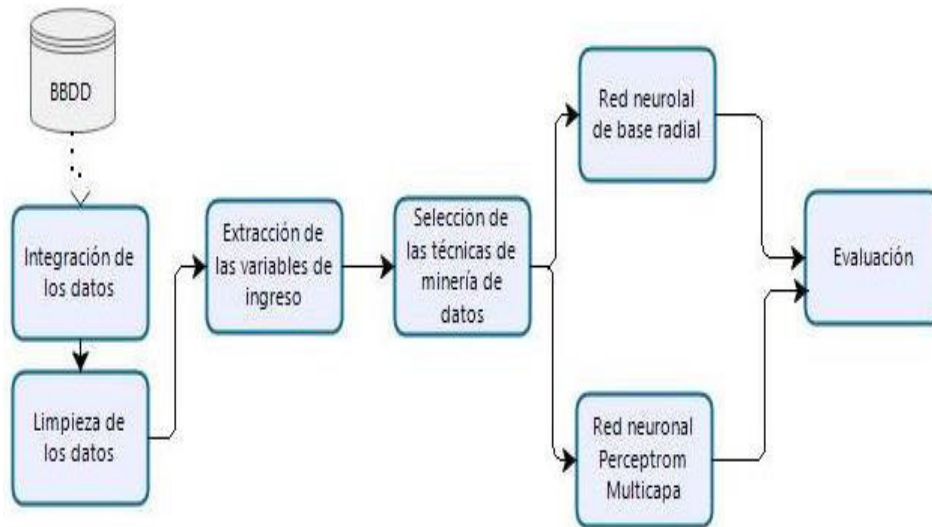 BBDD
Integración de
los datos
Limpieza de
los datos
Extracción de
las variables de
ingreso
Selección de
las técnicas de
minería de
datos
Red neurolal
de base radial
Red neuronal
Perceptrom
Multicapa
Evaluación